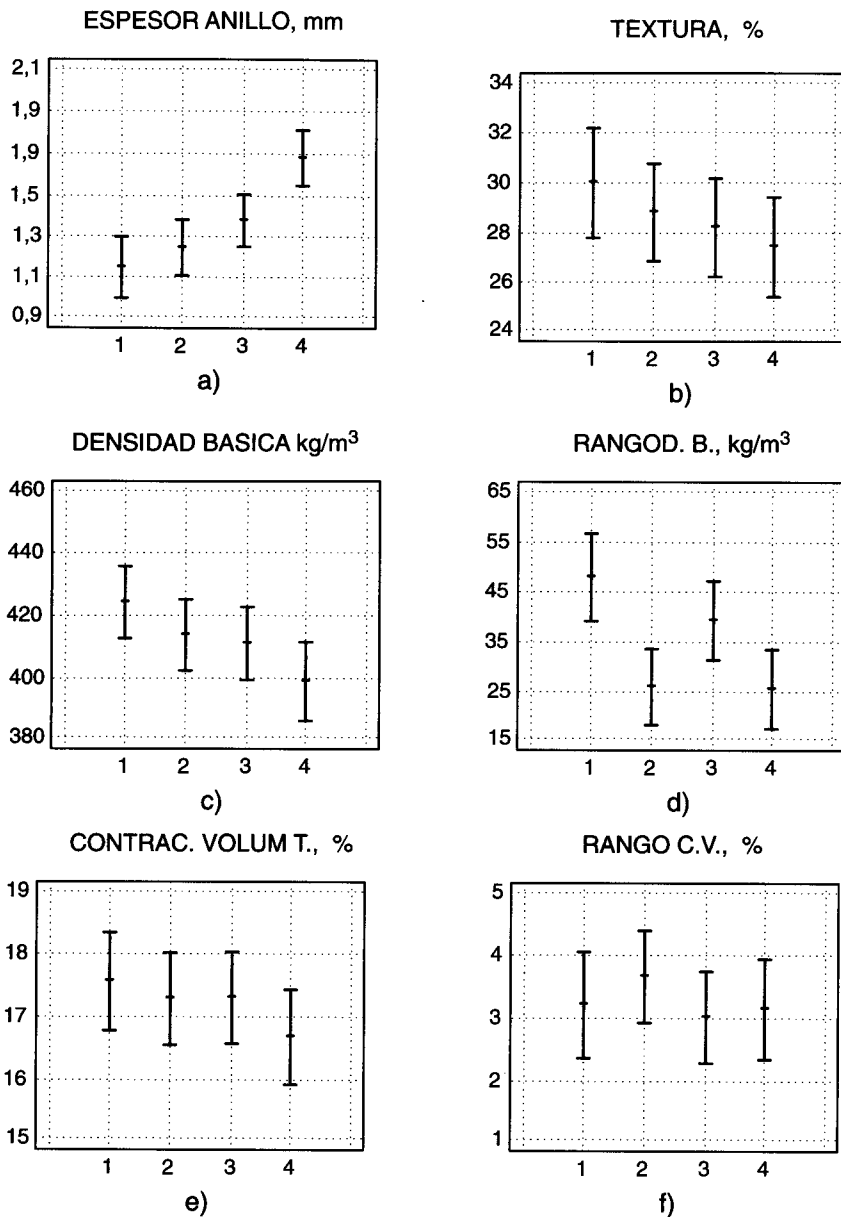 ESPESOR ANILLO, mm
2,1
1,9
1,9
1,5
1,3
1,1
0,9
1 2 3 4
a)
TEXTURA, %
34
32
30
28
26
24
1 2 3 4
b)
DENSIDAD BASICA kg/m³
460
440
420
400
380
1 2 3 4
c)
RANGOD. B., kg/m³
65
55
45
35
25
15
1 2 3 4
d)
CONTRAC. VOLUM T., %
19
18
17
16
15
1 2 3 4
e)
RANGO C.V., %
5
4
3
2
1
1 2 3 4
f)